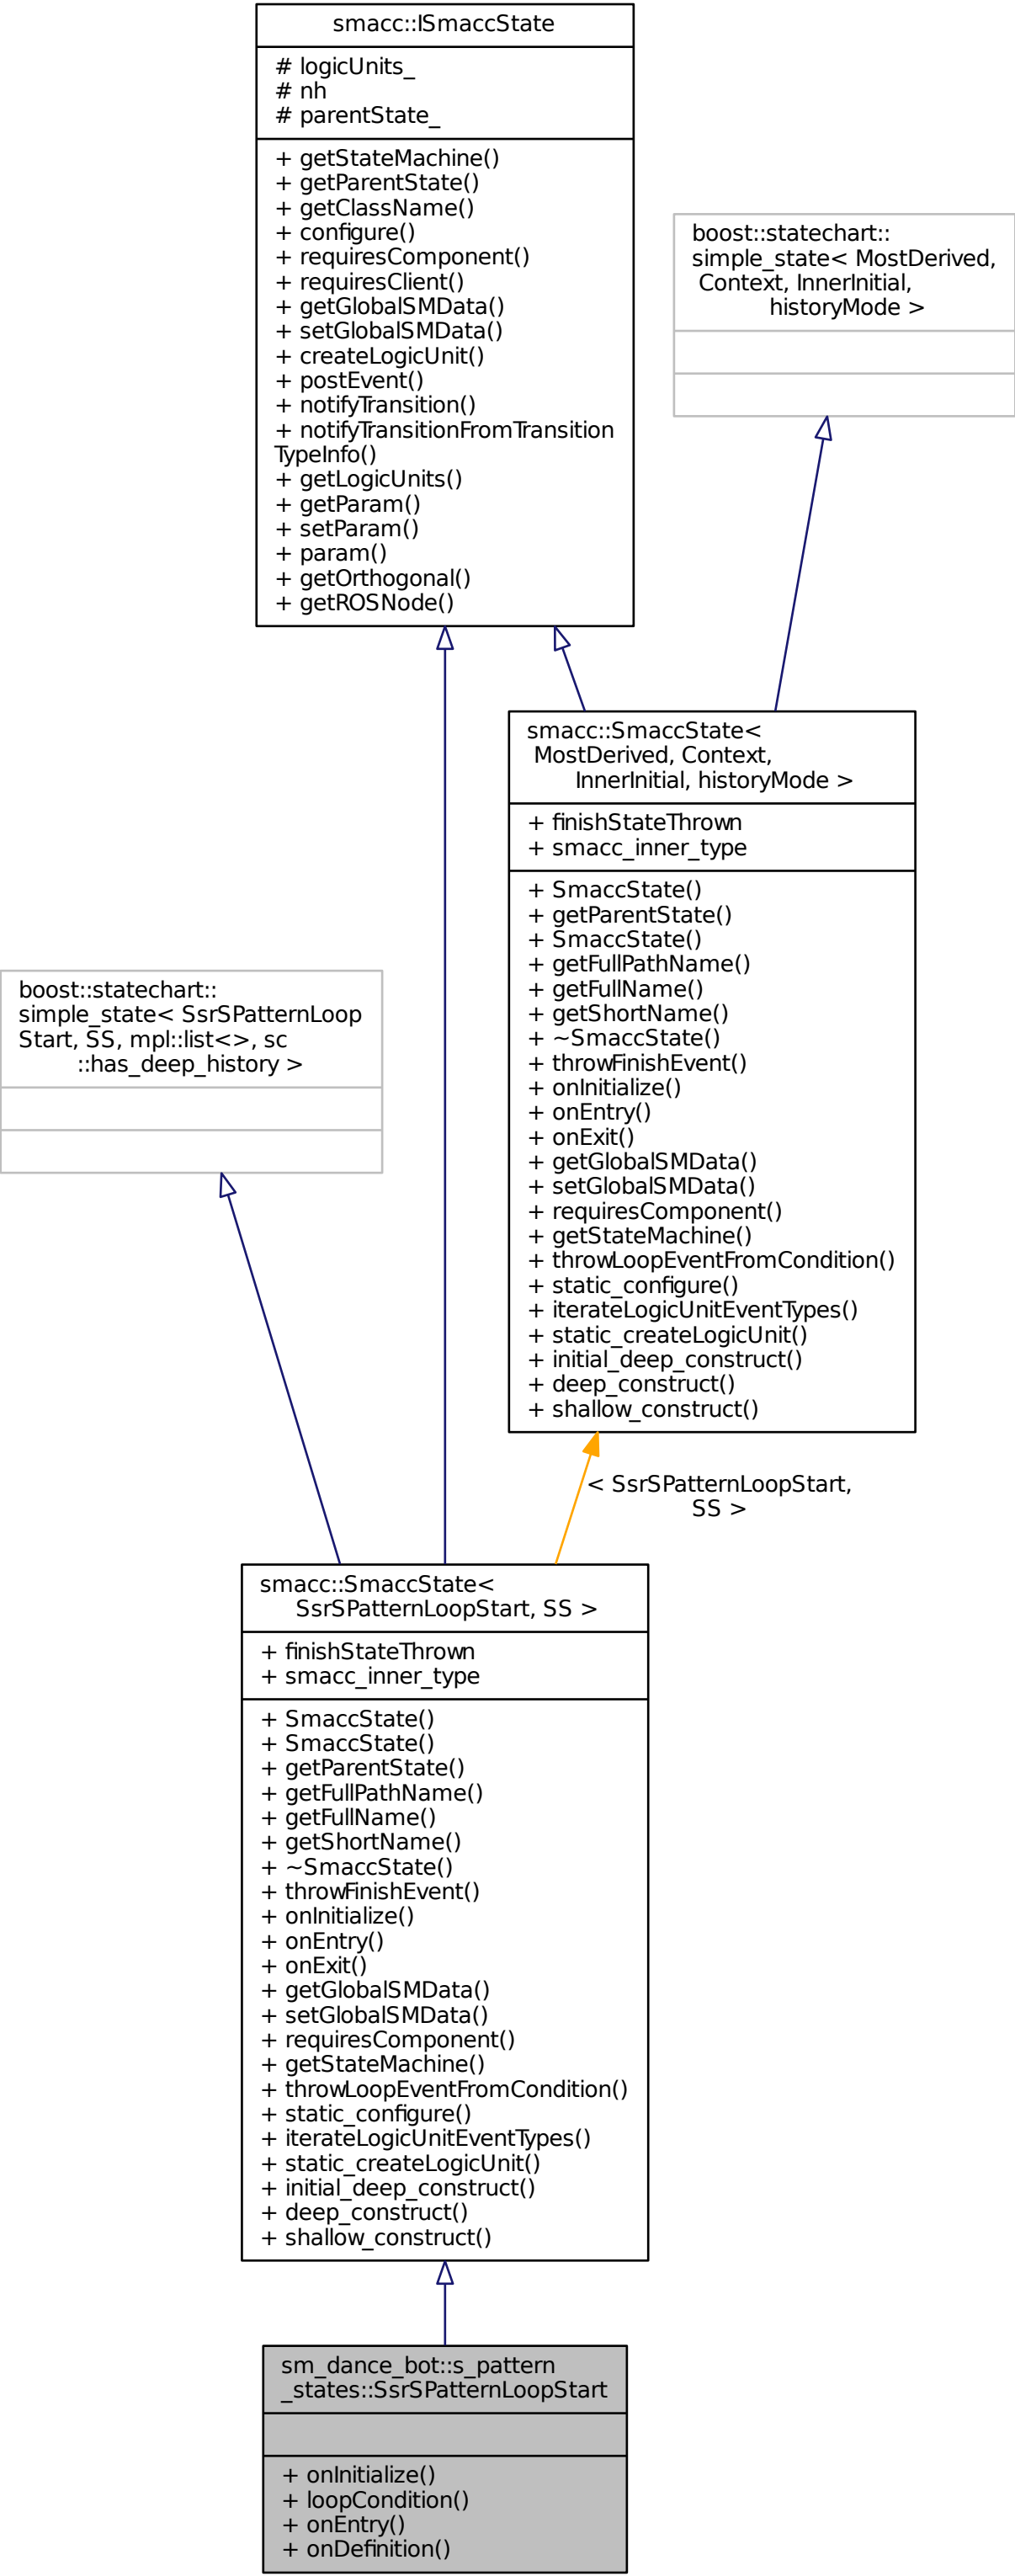 smacc::ISmaccState
# logicUnits_
# nh
# parentState_
+ getStateMachine()
+ getParentState()
+ getClassName()
+ configure()
+ requiresComponent()
+ requiresClient()
+ getGlobalSMData()
+ setGlobalSMData()
+ createLogicUnit()
+ postEvent()
+ notifyTransition()
+ notifyTransitionFromTransition
TypeInfo()
+ getLogicUnits()
+ getParam()
+ setParam()
+ param()
+ getOrthogonal()
+ getROSNode()
boost::statechart::
simple_state< MostDerived,
Context, InnerInitial,
historyMode >
smacc::SmaccState<
MostDerived, Context,
InnerInitial, historyMode >
+ finishStateThrown
+ smacc_inner_type
+ SmaccState()
+ getParentState()
+ SmaccState()
+ getFullPathName()
+ getFullName()
+ getShortName()
+ ~SmaccState()
+ throwFinishEvent()
+ onInitialize()
+ onEntry()
+ onExit()
+ getGlobalSMData()
+ setGlobalSMData()
+ requiresComponent()
+ getStateMachine()
+ throwLoopEventFromCondition()
+ static_configure()
+ iterateLogicUnitEventTypes()
+ static_createLogicUnit()
+ initial_deep_construct()
+ deep_construct()
+ shallow_construct()
boost::statechart::
simple_state< SsrSPatternLoop
Start, SS, mpl::list<>, sc
::has_deep_history >
< SsrSPatternLoopStart,
SS >
smacc::SmaccState<
SsrSPatternLoopStart, SS >
+ finishStateThrown
+ smacc_inner_type
+ SmaccState()
+ SmaccState()
+ getParentState()
+ getFullPathName()
+ getFullName()
+ getShortName()
+ ~SmaccState()
+ throwFinishEvent()
+ onInitialize()
+ onEntry()
+ onExit()
+ getGlobalSMData()
+ setGlobalSMData()
+ requiresComponent()
+ getStateMachine()
+ throwLoopEventFromCondition()
+ static_configure()
+ iterateLogicUnitEventTypes()
+ static_createLogicUnit()
+ initial_deep_construct()
+ deep_construct()
+ shallow_construct()
sm_dance_bot::s_pattern
_states::SsrSPatternLoopStart
+ onInitialize()
+ loopCondition()
+ onEntry()
+ onDefinition()